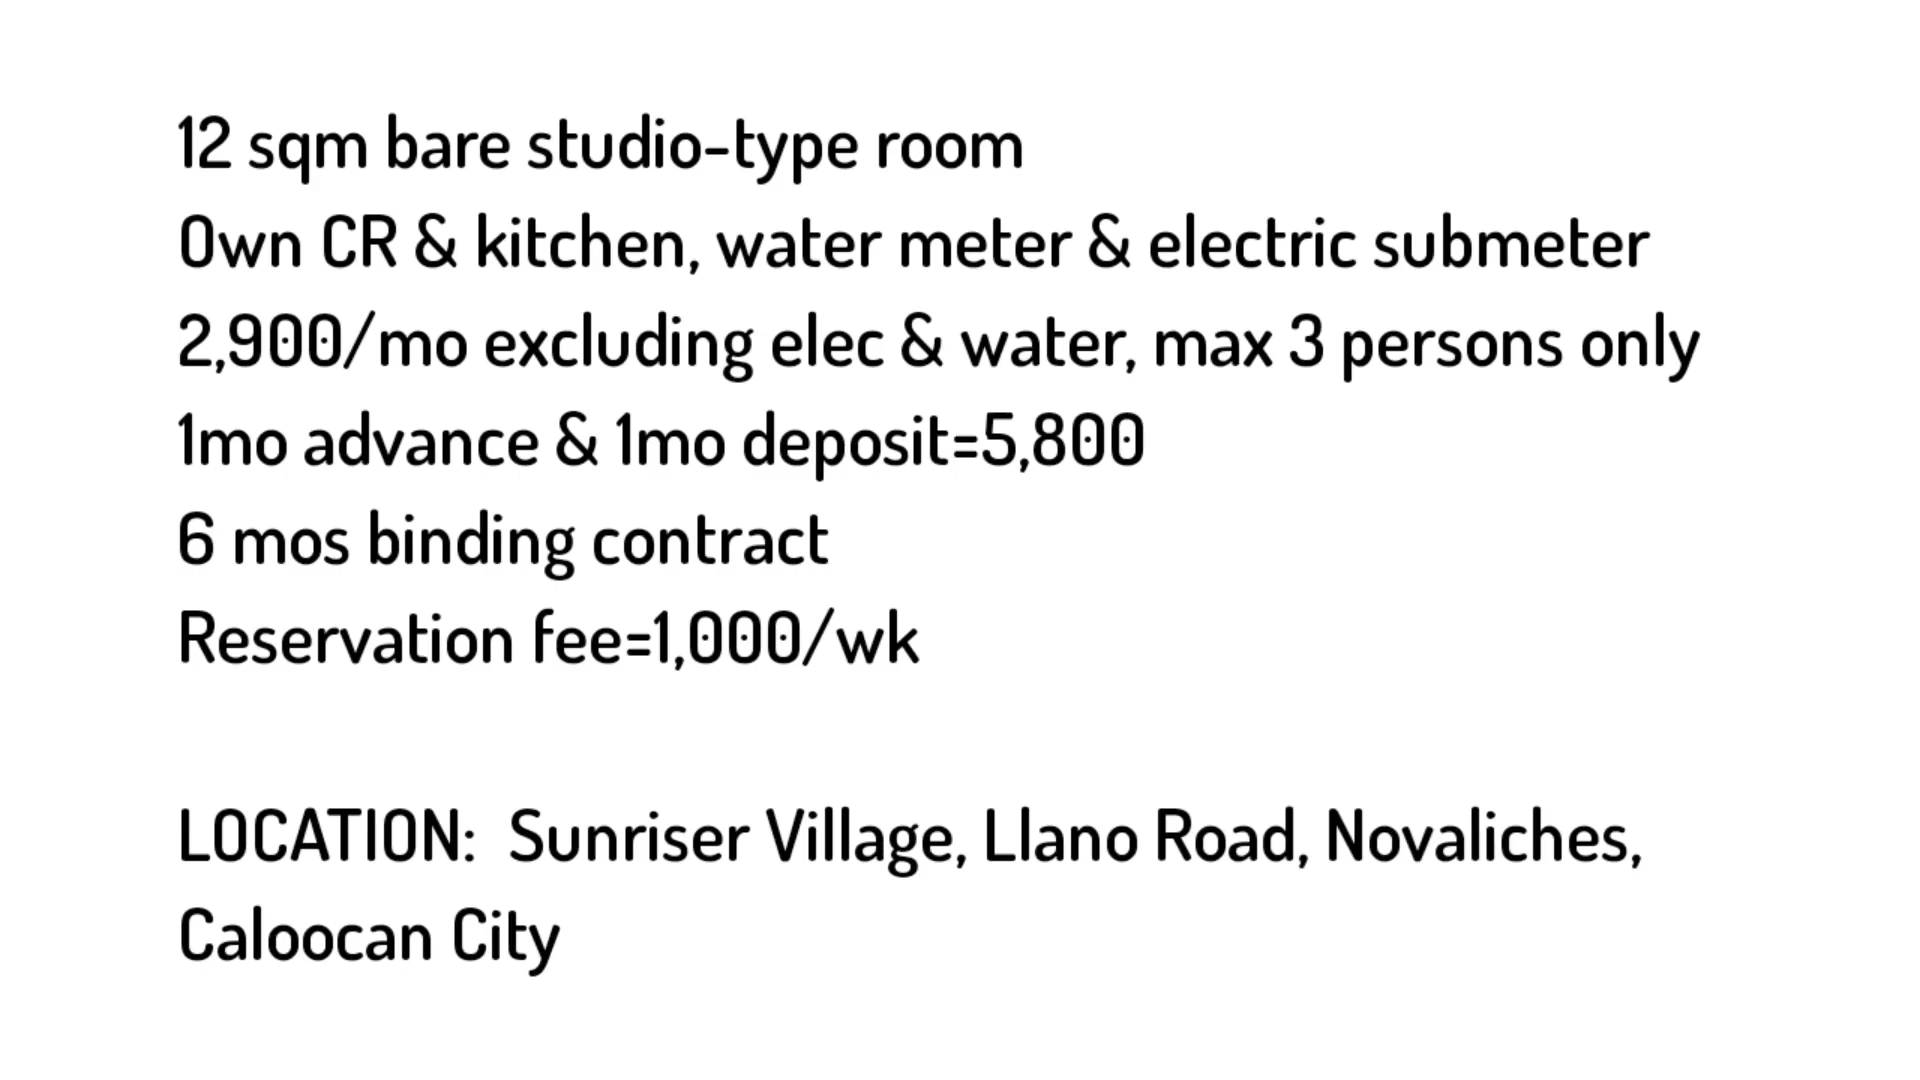 12 sqm bare studio-type room
Own CR & kitchen, water meter & electric submeter
2,900/mo excluding elec & water, max 3 persons only
1mo advance & 1mo deposit=5,800
6 mos binding contract
Reservation fee=1,000/wk
LOCATION:  Sunriser Village, Llano Road, Novaliches,
Caloocan City